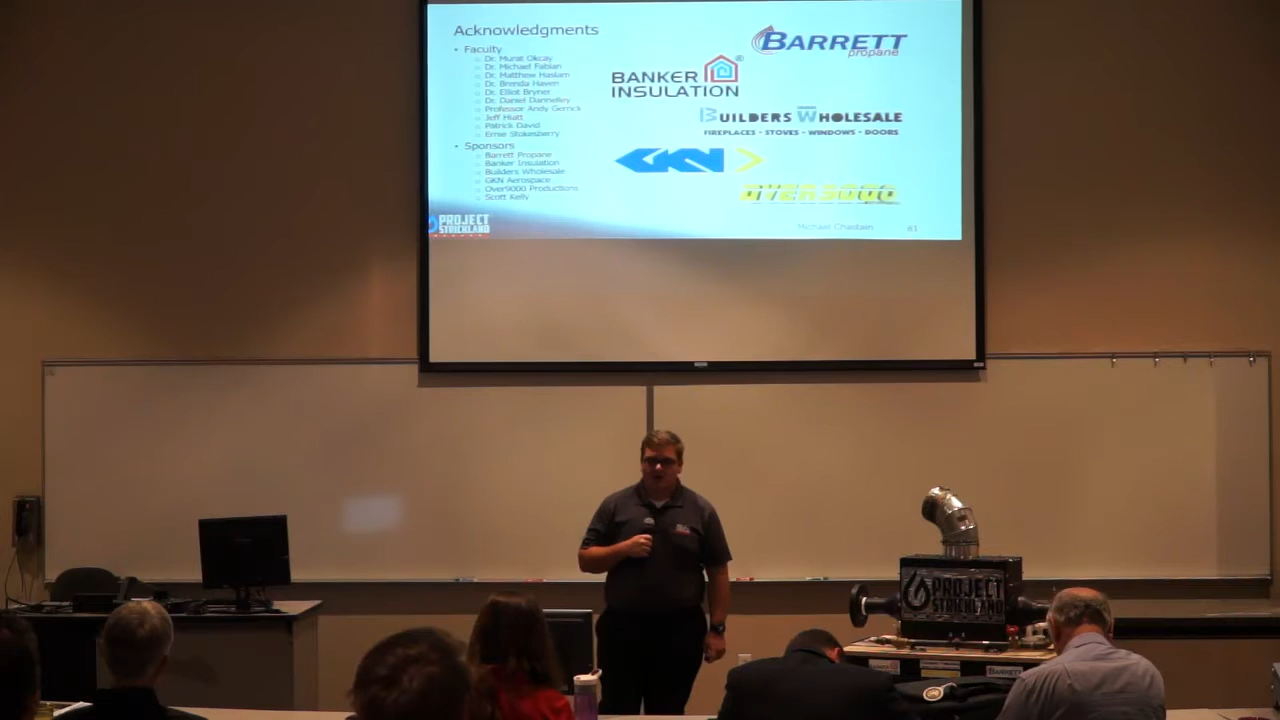 Acknowledgments
• Faculty
Dr. Murat Okcay
Dr. Michael Fabian
Dr. Matthew Haslam
Dr. Brenda Haven
Dr. Elliot Bryner
Dr. Daniel Dannelley
Professor Andy Gerrick
Jeff Hiatt
Patrick David
Ernie Stokesberry
• Sponsors
Barrett Propane
Banker Insulation
Builders Wholesale
GKN Aerospace
Over9000 Productions
Scott Kelly
BARRETT
propane
BANKER
INSULATION
®
BUILDERS WHOLESALE
FIREPLACES • STOVES • WINDOWS • DOORS
GKN
OVER9000
PROJECT
STRICKLAND
Michael Chastain
61
PROJECT
STRICKLAND
BARRETT